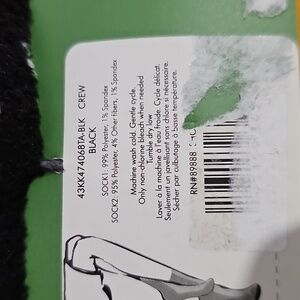 43KK74068TA-BLK CREW
BLACK
SOCK1: 99% Polyester, 1% Spandex
SOCK2: 95% Polyester, 4% Other fibers, 1% Spandex
Machine wash cold. Gentle cycle.
Only non-chlorine bleach when needed
Tumble dry low
Laver à la machine à l'eau froide. Cycle délicat.
Seulement un javellisant sans chlore si nécessaire.
Sécher par culbutage a basse température.
RN#89888